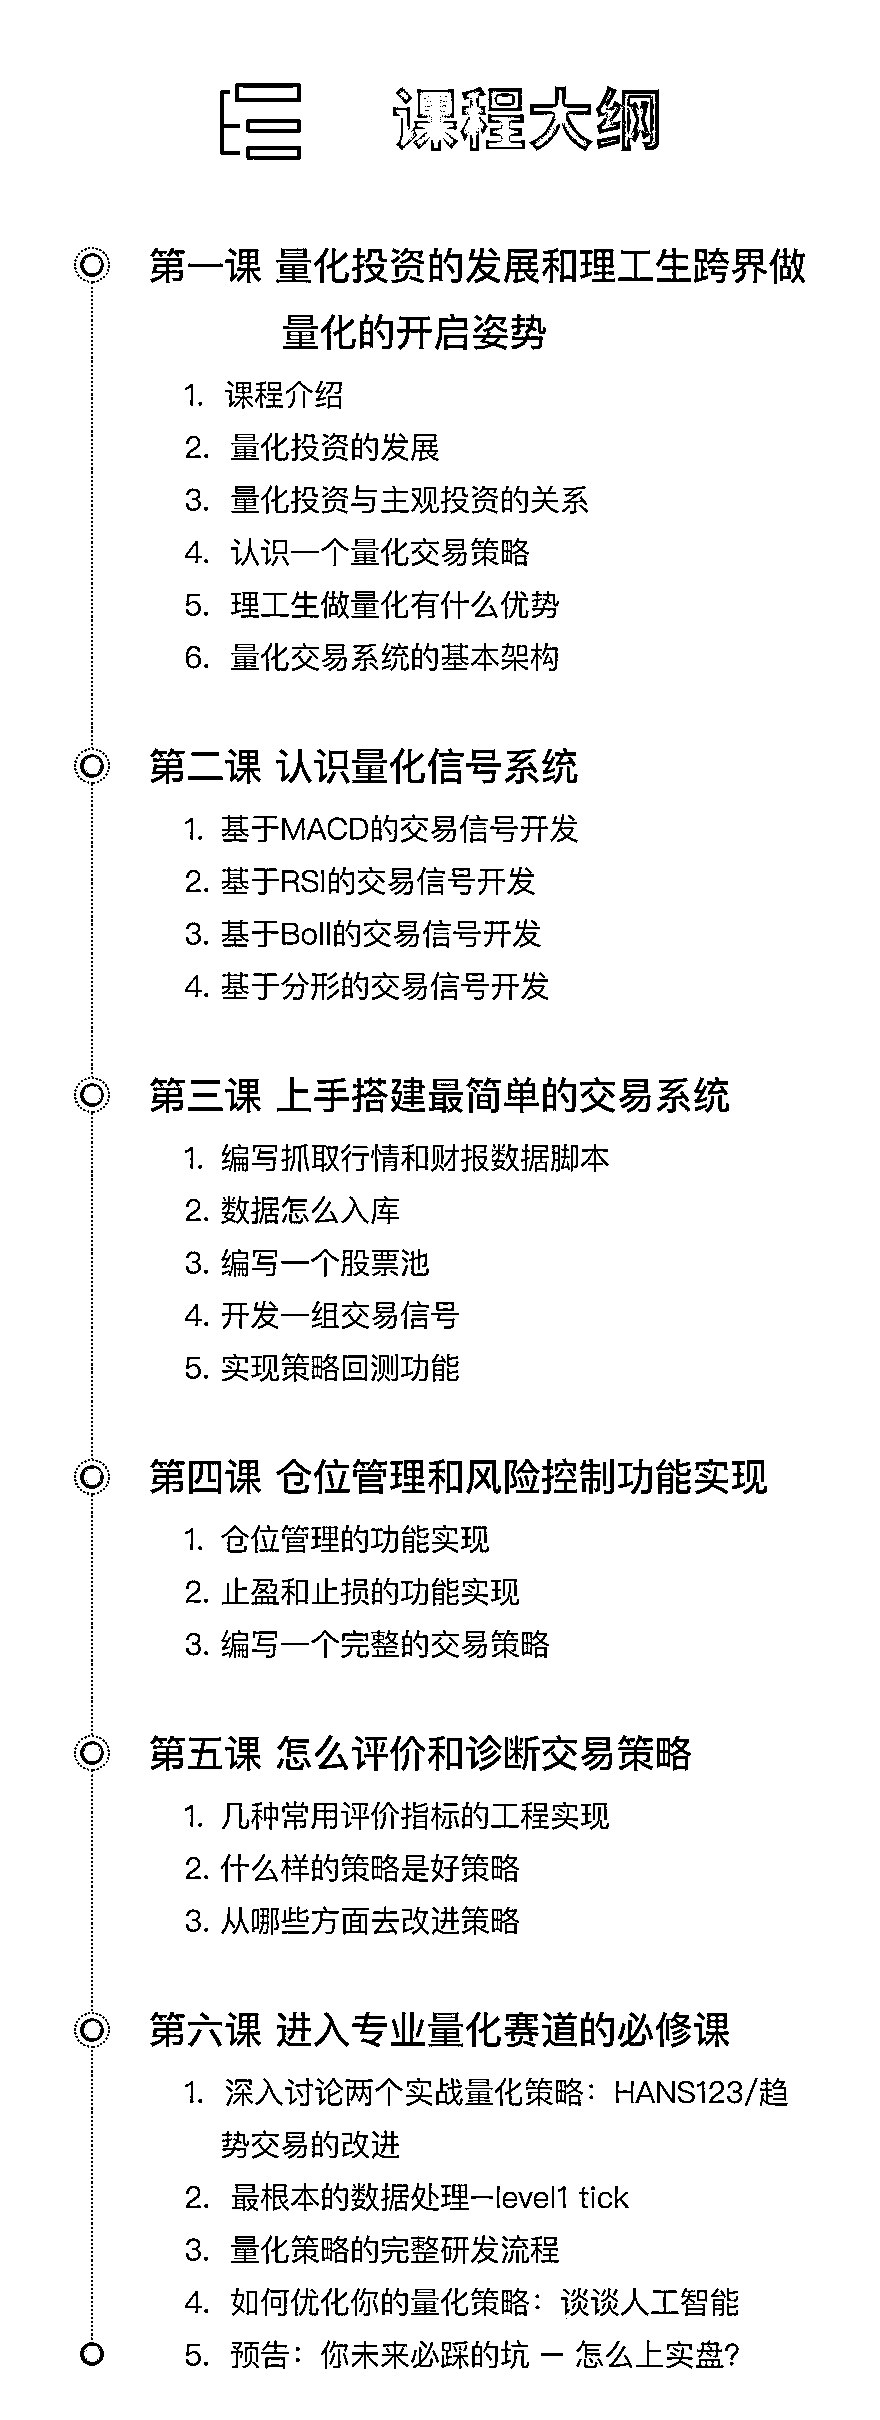 课程大纲
第一课 量化投资的发展和理工生跨界做
量化的开启姿势
1. 课程介绍
2. 量化投资的发展
3. 量化投资与主观投资的关系
4. 认识一个量化交易策略
5. 理工生做量化有什么优势
6. 量化交易系统的基本架构
第二课 认识量化信号系统
1. 基于MACD的交易信号开发
2. 基于RSI的交易信号开发
3. 基于Boll的交易信号开发
4. 基于分形的交易信号开发
第三课 上手搭建最简单的交易系统
1. 编写抓取行情和财报数据脚本
2. 数据怎么入库
3. 编写一个股票池
4. 开发一组交易信号
5. 实现策略回测功能
第四课 仓位管理和风险控制功能实现
1. 仓位管理的功能实现
2. 止盈和止损的功能实现
3. 编写一个完整的交易策略
第五课 怎么评价和诊断交易策略
1. 几种常用评价指标的工程实现
2. 什么样的策略是好策略
3. 从哪些方面去改进策略
第六课 进入专业量化赛道的必修课
1. 深入讨论两个实战量化策略：HANS123/趋
势交易的改进
2. 最根本的数据处理—level1 tick
3. 量化策略的完整研发流程
4. 如何优化你的量化策略：谈谈人工智能
5. 预告：你未来必踩的坑 — 怎么上实盘？